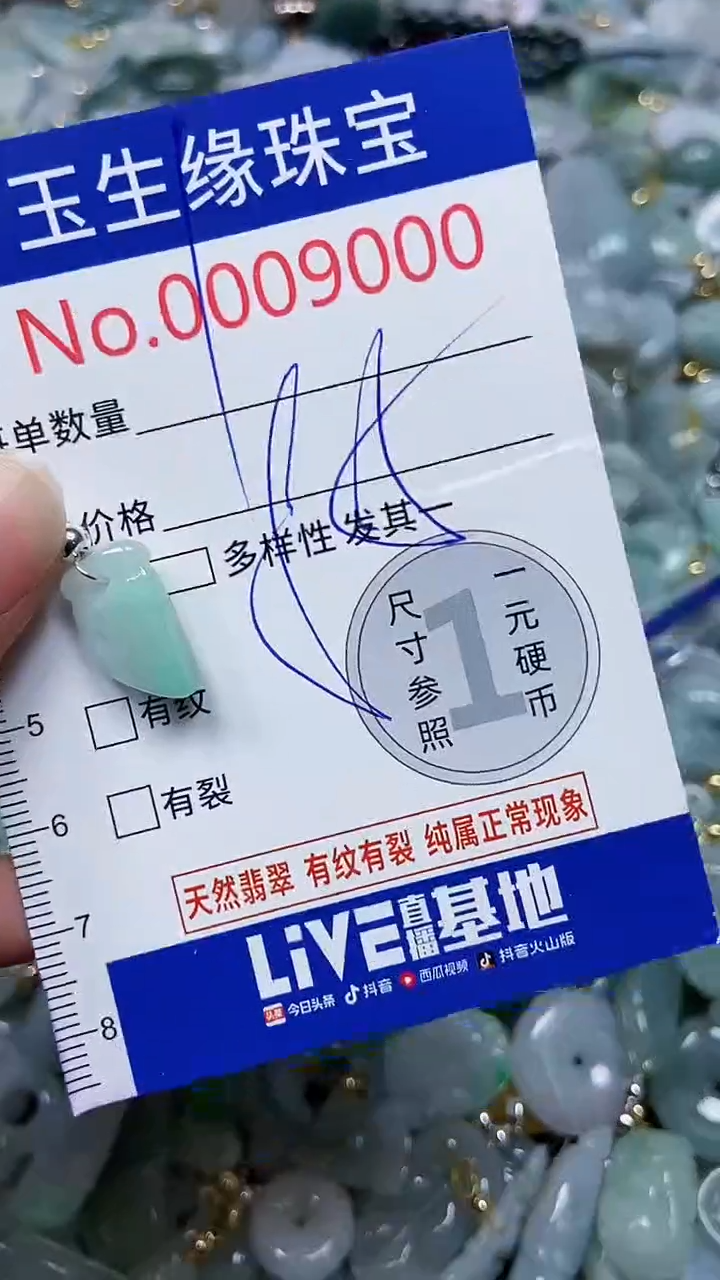 玉生缘珠宝
No.0009000
单数量
价格
多样性 发其一
尺寸参照
1
一元硬币
有纹
有裂
5
6
7
8
天然翡翠 有纹有裂 纯属正常现象
LiVE直播基地
头条 今日头条 抖音 西瓜视频 抖音火山版